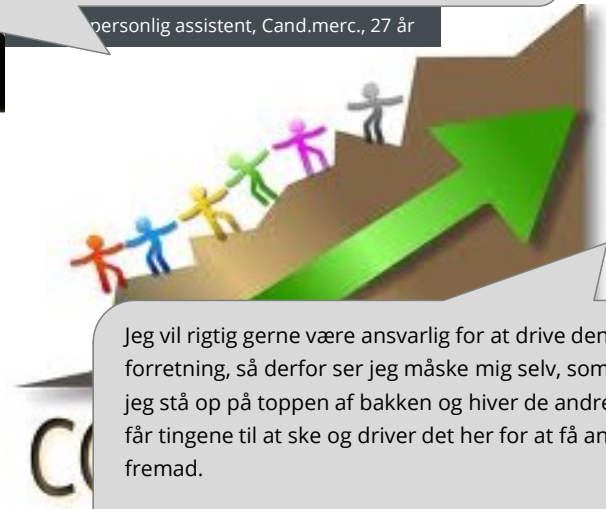 personlig assistent, Cand.merc., 27 år
Jeg vil rigtig gerne være ansvarlig for at drive den
forretning, så derfor ser jeg måske mig selv, som
jeg stå op på toppen af bakken og hiver de andre
får tingene til at ske og driver det her for at få an
fremad.